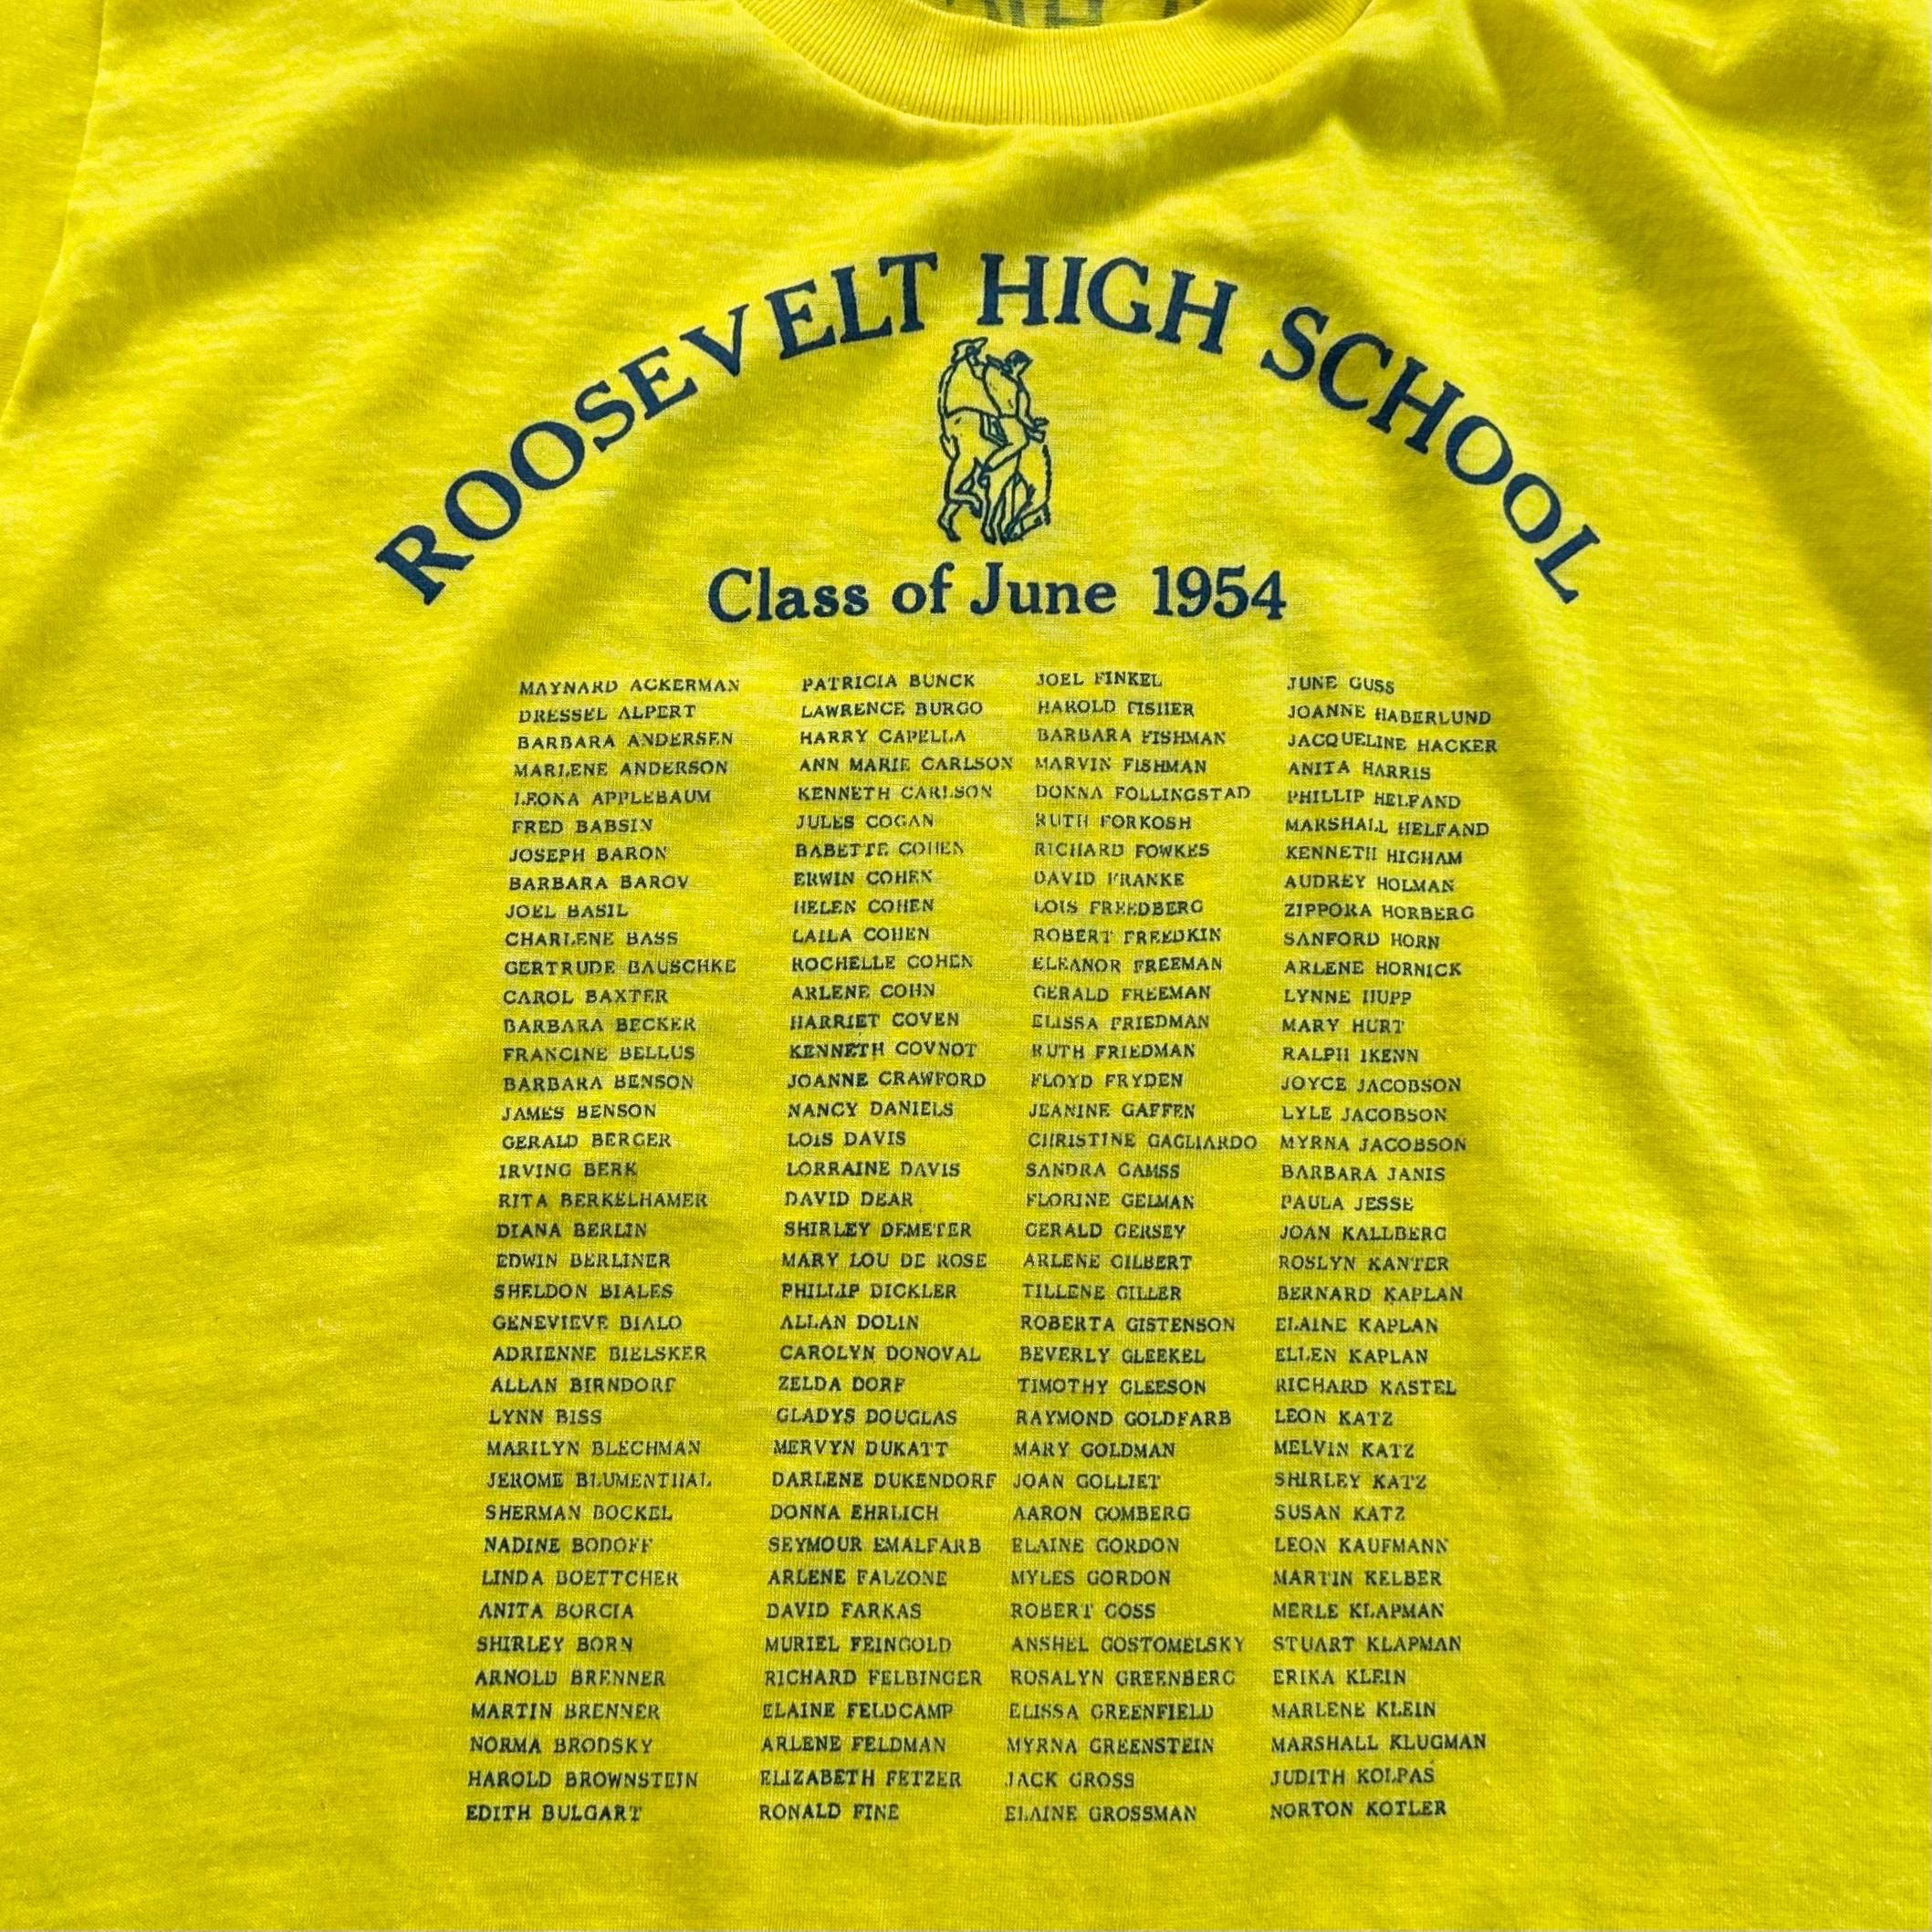 ROOSEVELT HIGH SCHOOL
Class of June 1954
MAYNARD ACKERMAN
DRESSEL ALPERT
BARBARA ANDERSEN
MARLENE ANDERSON
LEONA APPLEBAUM
FRED BABSIN
JOSEPH BARON
BARBARA BAROV
JOEL BASIL
CHARLENE BASS
GERTRUDE BAUSCHKE
CAROL BAXTER
BARBARA BECKER
FRANCINE BELLUS
BARBARA BENSON
JAMES BENSON
GERALD BERGER
IRVING BERK
RITA BERKELHAMER
DIANA BERLIN
EDWIN BERLINER
SHELDON BIALES
GENEVIEVE BIALO
ADRIENNE BIELSKER
ALLAN BIRNDORF
LYNN BISS
MARILYN BLECHMAN
JEROME BLUMENTHAL
SHERMAN BOCKEL
NADINE BODOFF
LINDA BOETTCHER
ANITA BORCIA
SHIRLEY BORN
ARNOLD BRENNER
MARTIN BRENNER
NORMA BRODSKY
HAROLD BROWNSTEIN
EDITH BULGART
PATRICIA BUNCK
LAWRENCE BURGO
HARRY CAPELLA
ANN MARIE CARLSON
KENNETH CARLSON
JULES COGAN
BABETTE COHEN
ERWIN COHEN
HELEN COHEN
LAILA COHEN
ROCHELLE COHEN
ARLENE COHN
HARRIET COVEN
KENNETH COVNOT
JOANNE CRAWFORD
NANCY DANIELS
LOIS DAVIS
LORRAINE DAVIS
DAVID DEAR
SHIRLEY DEMETER
MARY LOU DE ROSE
PHILLIP DICKLER
ALLAN DOLIN
CAROLYN DONOVAL
ZELDA DORF
GLADYS DOUGLAS
MERVYN DUKATT
DARLENE DUKENDORF
DONNA EHRLICH
SEYMOUR EMALFARB
ARLENE FALZONE
DAVID FARKAS
MURIEL FEINGOLD
RICHARD FELBINGER
ELAINE FELDCAMP
ARLENE FELDMAN
ELIZABETH FETZER
RONALD FINE
JOEL FINKEL
HAROLD FISHER
BARBARA FISHMAN
MARVIN FISHMAN
DONNA FOLLINGSTAD
RUTH FORKOSH
RICHARD FOWKES
DAVID FRANKE
LOIS FREEDBERG
ROBERT FREEDKIN
ELEANOR FREEMAN
GERALD FREEMAN
ELISSA FRIEDMAN
RUTH FRIEDMAN
FLOYD FRYDEN
JEANINE GAFFEN
CHRISTINE GAGLIARDO
SANDRA GAMSS
FLORINE GELMAN
GERALD GERSEY
ARLENE GILBERT
TILLENE GILLER
ROBERTA GISTENSON
BEVERLY GLEEKEL
TIMOTHY GLEESON
RAYMOND GOLDFARB
MARY GOLDMAN
JOAN GOLLIET
AARON GOMBERG
ELAINE GORDON
MYLES GORDON
ROBERT GOSS
ANSHEL GOSTOMELSKY
ROSALYN GREENBERG
ELISSA GREENFIELD
MYRNA GREENSTEIN
JACK GROSS
ELAINE GROSSMAN
JUNE GUSS
JOANNE HABERLUND
JACQUELINE HACKER
ANITA HARRIS
PHILLIP HELFAND
MARSHALL HELFAND
KENNETH HIGHAM
AUDREY HOLMAN
ZIPPORA HORBERG
SANFORD HORN
ARLENE HORNICK
LYNNE HUPP
MARY HURT
RALPH IKENN
JOYCE JACOBSON
LYLE JACOBSON
MYRNA JACOBSON
BARBARA JANIS
PAULA JESSE
JOAN KALLBERG
ROSLYN KANTER
BERNARD KAPLAN
ELAINE KAPLAN
ELLEN KAPLAN
RICHARD KASTEL
LEON KATZ
MELVIN KATZ
SHIRLEY KATZ
SUSAN KATZ
LEON KAUFMANN
MARTIN KELBER
MERLE KLAPMAN
STUART KLAPMAN
ERIKA KLEIN
MARLENE KLEIN
MARSHALL KLUGMAN
JUDITH KOLPAS
NORTON KOTLER